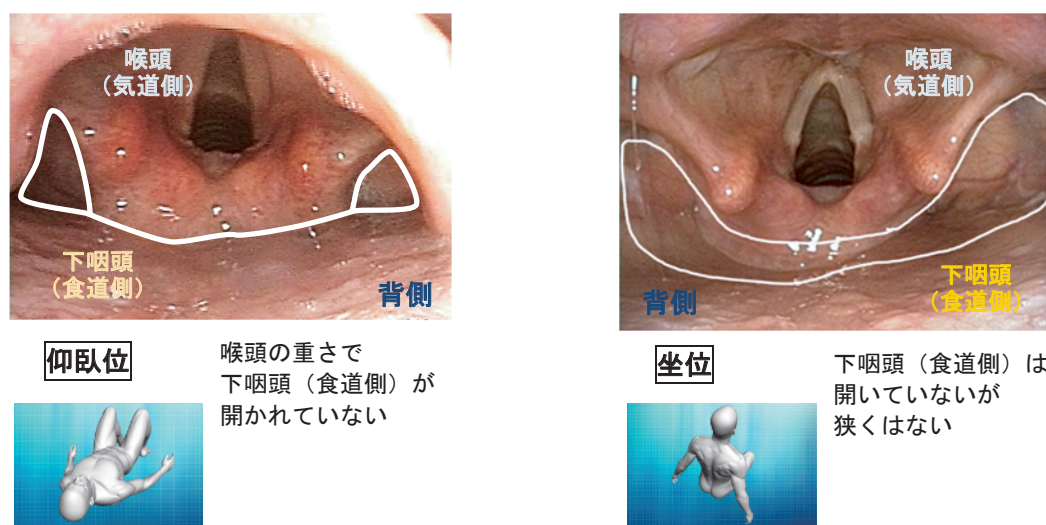 喉頭
（気道側）
下咽頭
（食道側）
背側
仰臥位
喉頭の重さで
下咽頭（食道側）が
開かれていない
喉頭
（気道側）
背側
下咽頭
（食道側）
坐位
下咽頭（食道側）は
開いていないが
狭くはない